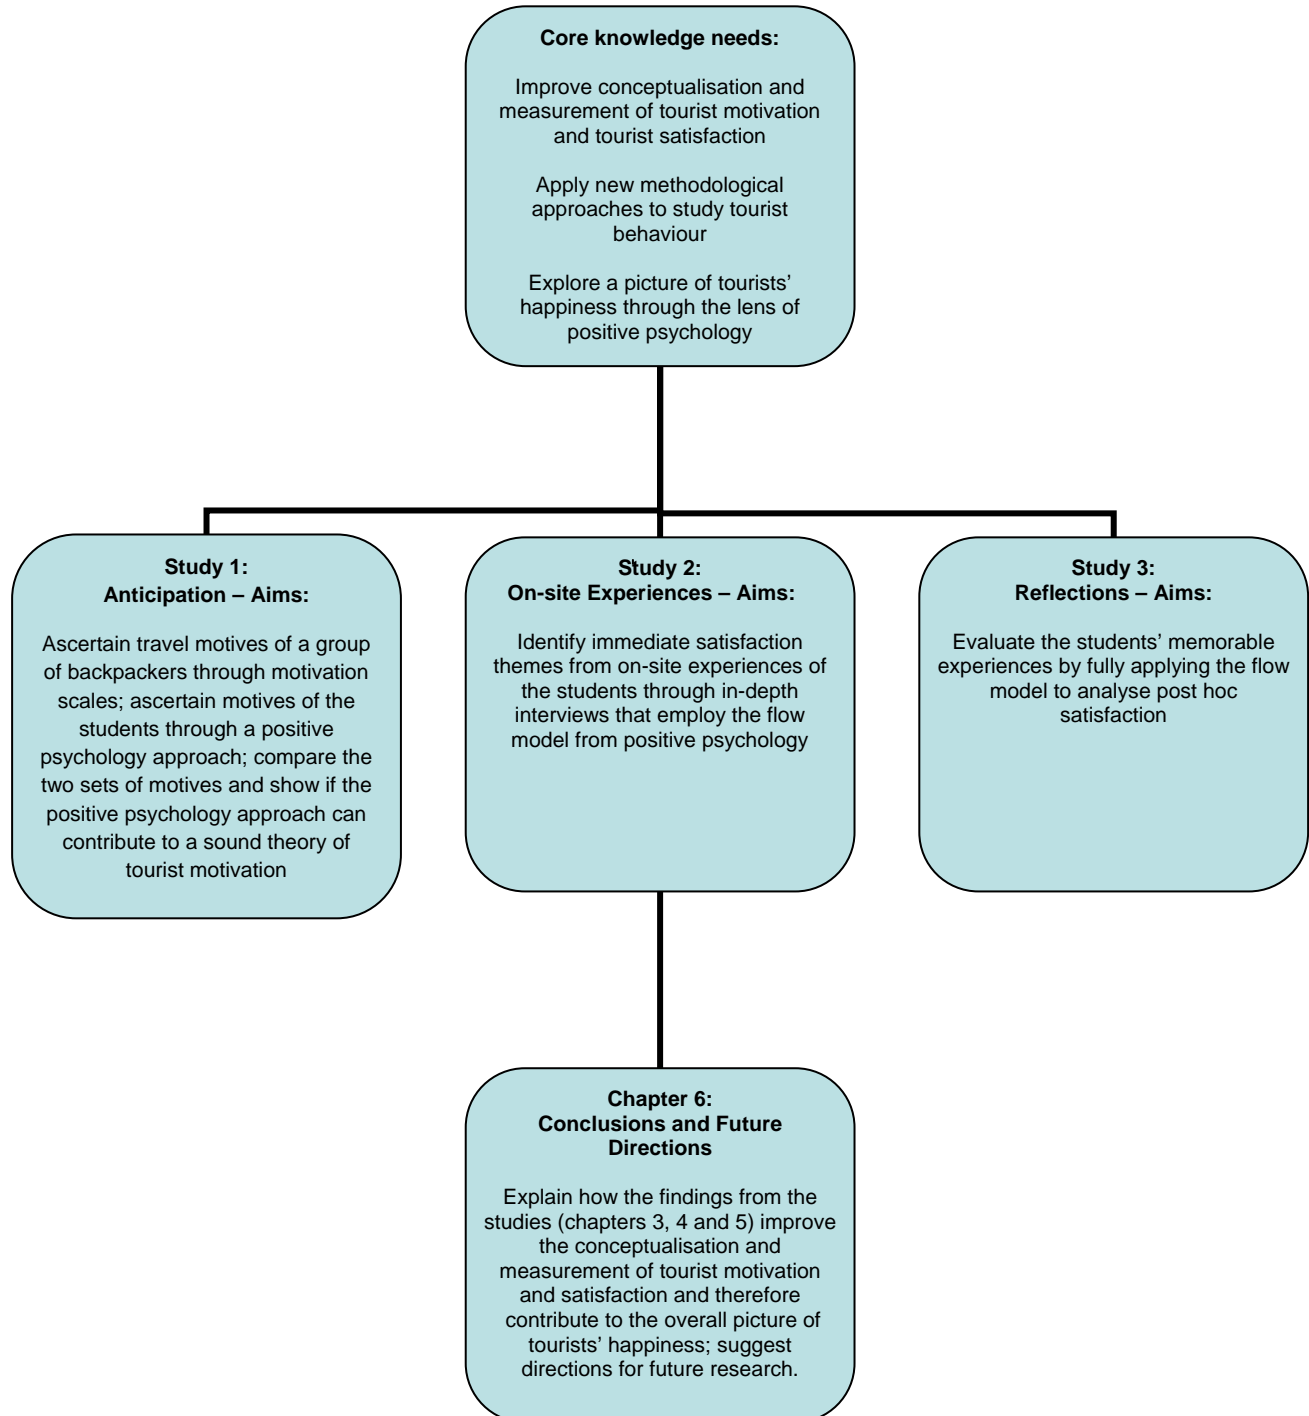 Core knowledge needs:
Improve conceptualisation and
measurement of tourist motivation
and tourist satisfaction
Apply new methodological
approaches to study tourist
behaviour
Explore a picture of tourists’
happiness through the lens of
positive psychology
Study 1:
Anticipation – Aims:
Ascertain travel motives of a group
of backpackers through motivation
scales; ascertain motives of the
students through a positive
psychology approach; compare the
two sets of motives and show if the
positive psychology approach can
contribute to a sound theory of
tourist motivation
Study 2:
On-site Experiences – Aims:
Identify immediate satisfaction
themes from on-site experiences of
the students through in-depth
interviews that employ the flow
model from positive psychology
Study 3:
Reflections – Aims:
Evaluate the students’ memorable
experiences by fully applying the flow
model to analyse post hoc
satisfaction
Chapter 6:
Conclusions and Future
Directions
Explain how the findings from the
studies (chapters 3, 4 and 5) improve
the conceptualisation and
measurement of tourist motivation
and satisfaction and therefore
contribute to the overall picture of
tourists’ happiness; suggest
directions for future research.